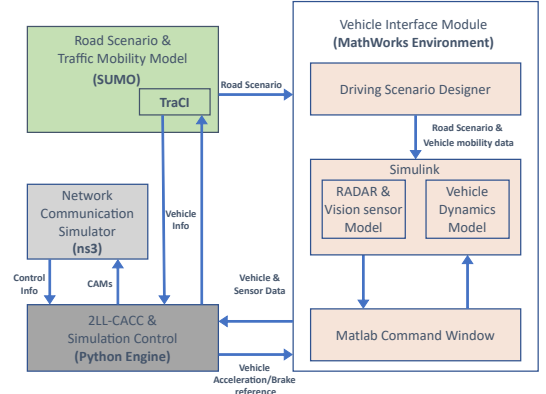 Road Scenario &
Traffic Mobility Model
(SUMO)
TraCI
Road Scenario
Vehicle Interface Module
(MathWorks Environment)
Driving Scenario Designer
Road Scenario &
Vehicle mobility data
Simulink
RADAR &
Vision sensor
Model
Vehicle
Dynamics
Model
Network
Communication
Simulator
(ns3)
Vehicle
Info
Control
Info
CAMs
Vehicle &
Sensor Data
2LL-CACC &
Simulation Control
(Python Engine)
Matlab Command Window
Vehicle
Acceleration/Brake
reference